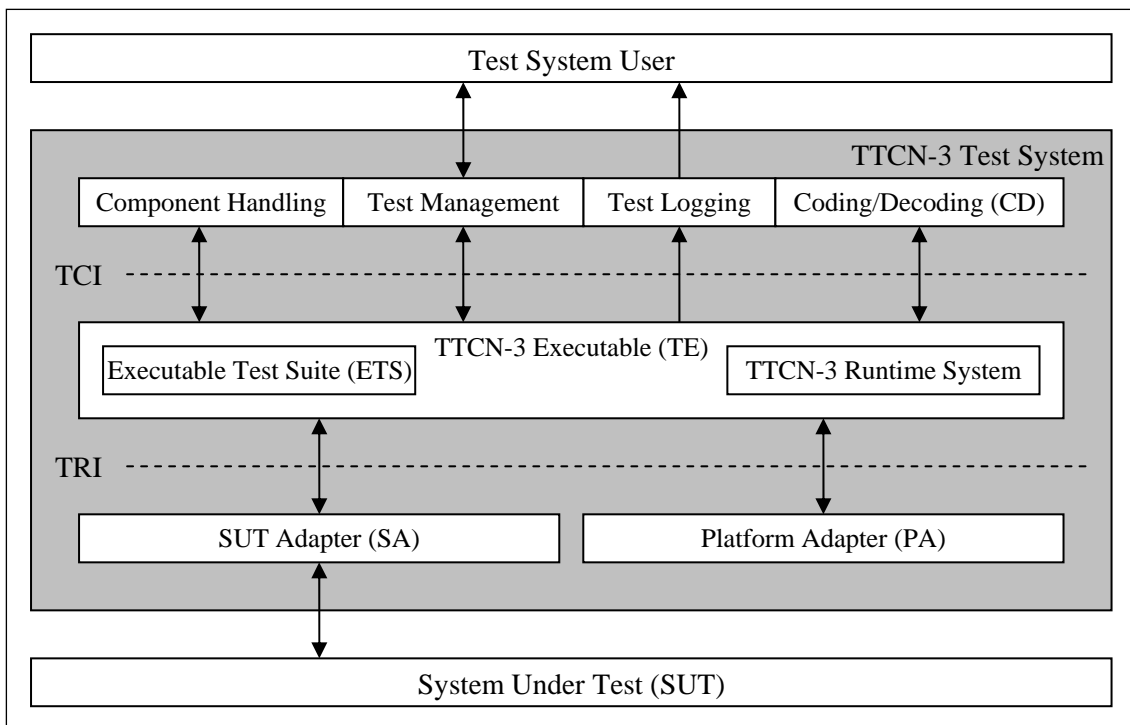 Test System User
TTCN-3 Test System
Component Handling
Test Management
Test Logging
Coding/Decoding (CD)
TCI
TTCN-3 Executable (TE)
Executable Test Suite (ETS)
TTCN-3 Runtime System
TRI
SUT Adapter (SA)
Platform Adapter (PA)
System Under Test (SUT)